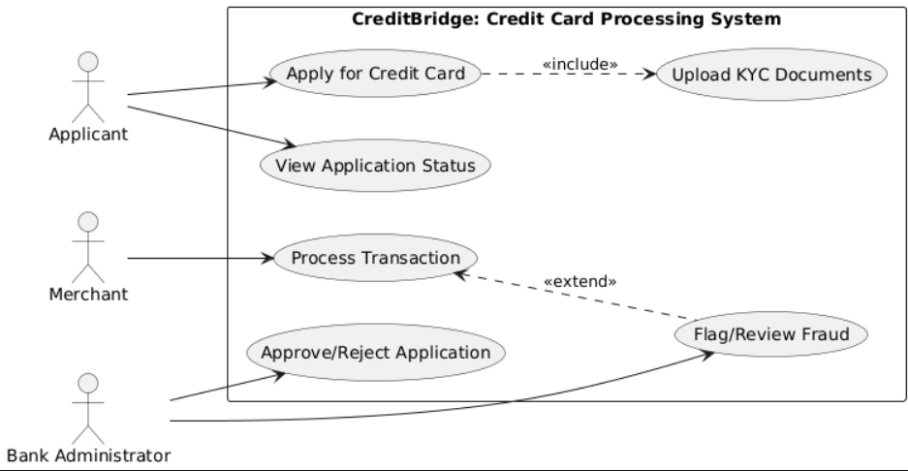 CreditBridge: Credit Card Processing System
Apply for Credit Card
«include»
Upload KYC Documents
Applicant
View Application Status
Process Transaction
«extend»
Merchant
Flag/Review Fraud
Approve/Reject Application
Bank Administrator